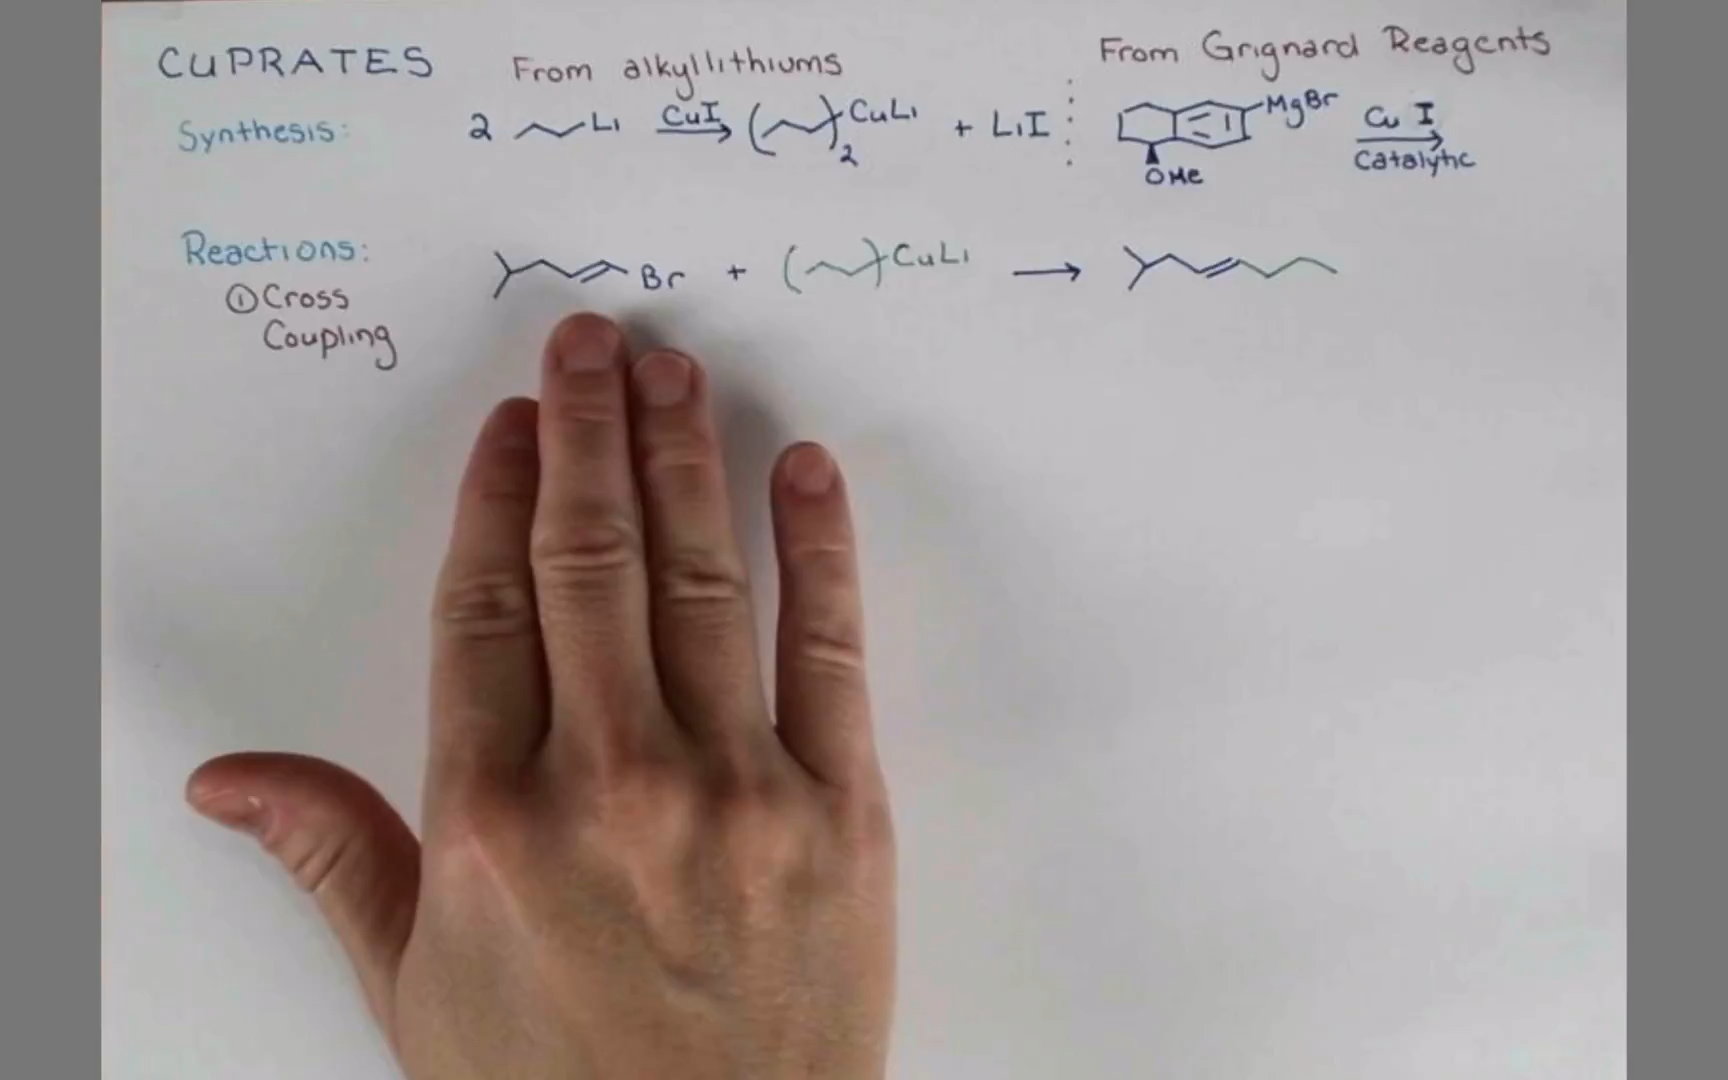 CUPRATES
From alkyllithiums
From Grignard Reagents
Synthesis:
2 Li CuI CuLi 2 + LiI
MgBr OMe Cu I Catalytic
Reactions:
Br + CuLi
① Cross
Coupling